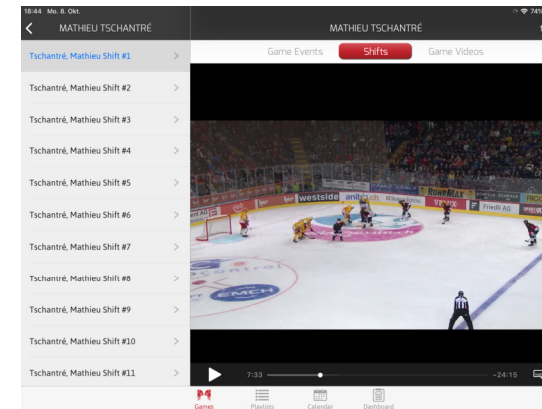 18:44 Mo. 8. Okt.
74%
MATHIEU TSCHANTRÉ
MATHIEU TSCHANTRÉ
Game Events
Shifts
Game Videos
Tschantré, Mathieu Shift #1
Tschantré, Mathieu Shift #2
Tschantré, Mathieu Shift #3
Tschantré, Mathieu Shift #4
Tschantré, Mathieu Shift #5
Tschantré, Mathieu Shift #6
Tschantré, Mathieu Shift #7
Tschantré, Mathieu Shift #8
Tschantré, Mathieu Shift #9
Tschantré, Mathieu Shift #10
Tschantré, Mathieu Shift #11
westside
ROHRMAX
Friedli AG
EMCH
7:33
-24:15
Games
Playlists
Calendar
Dashboard